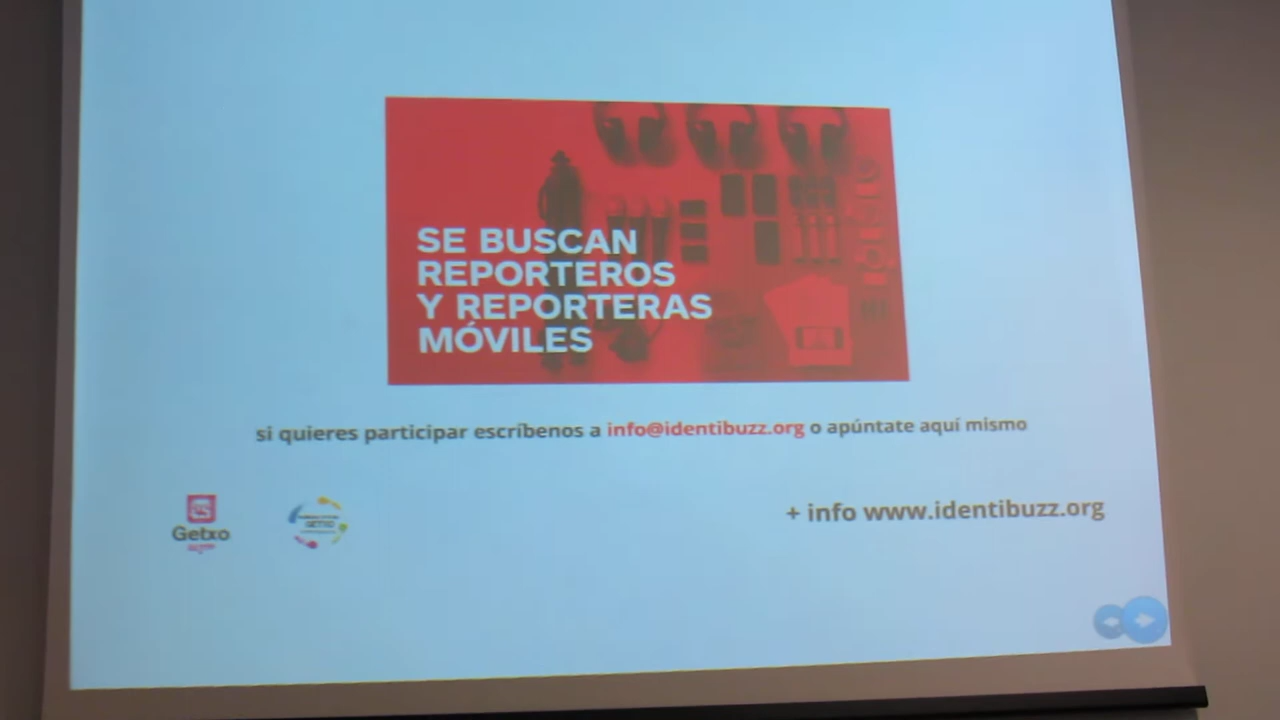 SE BUSCAN
REPORTEROS
Y REPORTERAS
MÓVILES
si quieres participar escríbenos a info@identibuzz.org o apúntate aquí mismo
+ info www.identibuzz.org
Getxo
GETXO